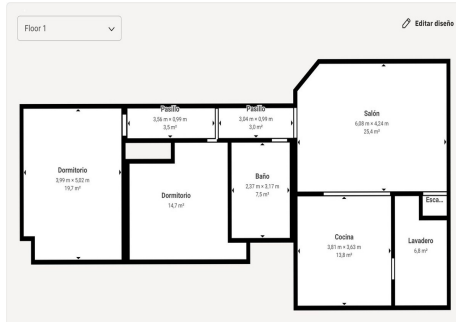 Floor 1
Editar diseño
Pasillo
3,56 m × 0,99 m
3,5 m²
Pasillo
3,04 m × 0,99 m
3,0 m²
Salón
6,08 m × 4,24 m
25,4 m²
Dormitorio
3,99 m × 5,02 m
19,7 m²
Dormitorio
14,7 m²
Baño
2,37 m × 3,17 m
7,5 m²
Esca...
Cocina
3,81 m × 3,63 m
13,8 m²
Lavadero
6,8 m²